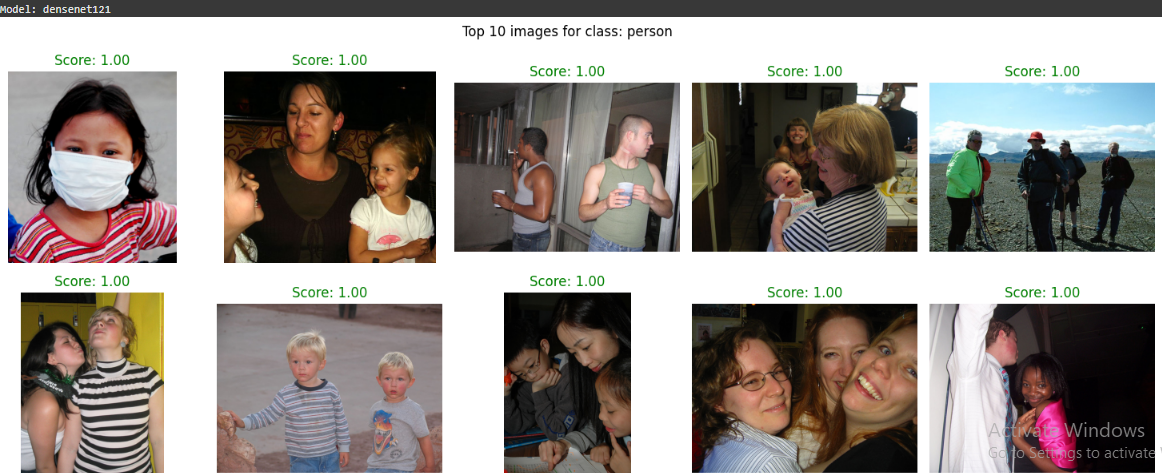 Model: densenet121
Top 10 images for class: person
Score: 1.00
Score: 1.00
Score: 1.00
Score: 1.00
Score: 1.00
Score: 1.00
Score: 1.00
Score: 1.00
Score: 1.00
Score: 1.00
Activate Windows
Go to Settings to activate